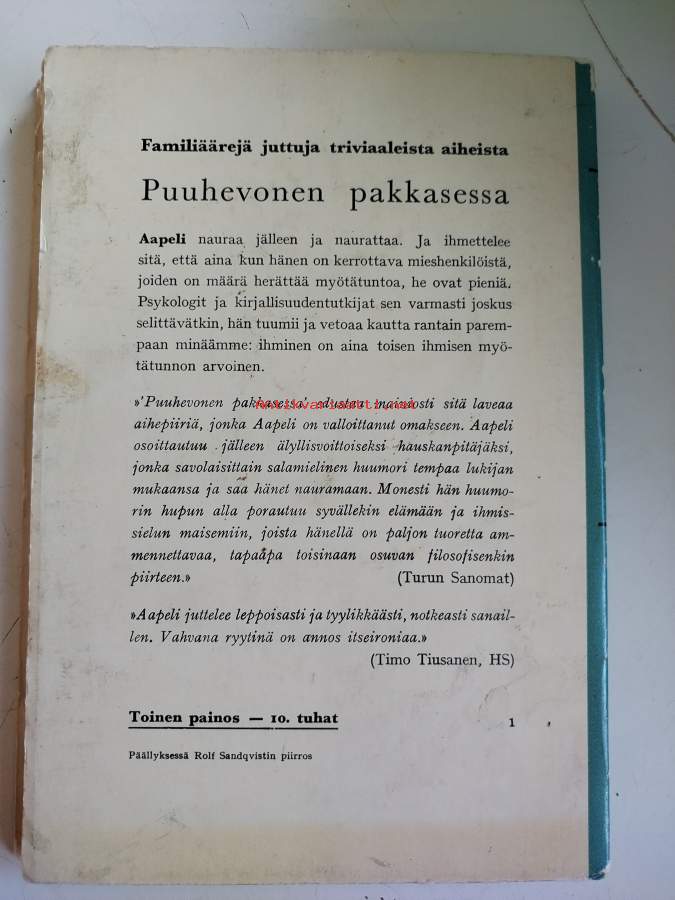 Familiäärejä juttuja triviaaleista aiheista
Puuhevonen pakkasessa
Aapeli nauraa jälleen ja naurattaa. Ja ihmettelee
sitä, että aina kun hänen on kerrottava mieshenkilöistä,
joiden on määrä herättää myötätuntoa, he ovat pieniä.
Psykologit ja kirjallisuudentutkijat sen varmasti joskus
selittävätkin, hän tuumii ja vetoaa kautta rantain parem-
paan minäämme: ihminen on aina toisen ihmisen myö-
tätunnon arvoinen.
»'Puuhevonen pakkasessa' edustaa mainiosti sitä laveaa
antikvariaatti.net
aihepiiriä, jonka Aapeli on valloittanut omakseen. Aapeli
osoittautuu jälleen älyllisvoittoiseksi hauskanpitäjäksi,
jonka savolaisittain salamielinen huumori tempaa lukijan
mukaansa ja saa hänet nauramaan. Monesti hän huumo-
rin hupun alla porautuu syvällekin elämään ja ihmis-
sielun maisemiin, joista hänellä on paljon tuoretta am-
mennettavaa, tapaapa toisinaan osuvan filosofisenkin
piirteen.» (Turun Sanomat)
»Aapeli juttelee leppoisasti ja tyylikkäästi, notkeasti sanail-
len. Vahvana ryytinä on annos itseironiaa.»
(Timo Tiusanen, HS)
Toinen painos — 10. tuhat 1
Päällyksessä Rolf Sandqvistin piirros